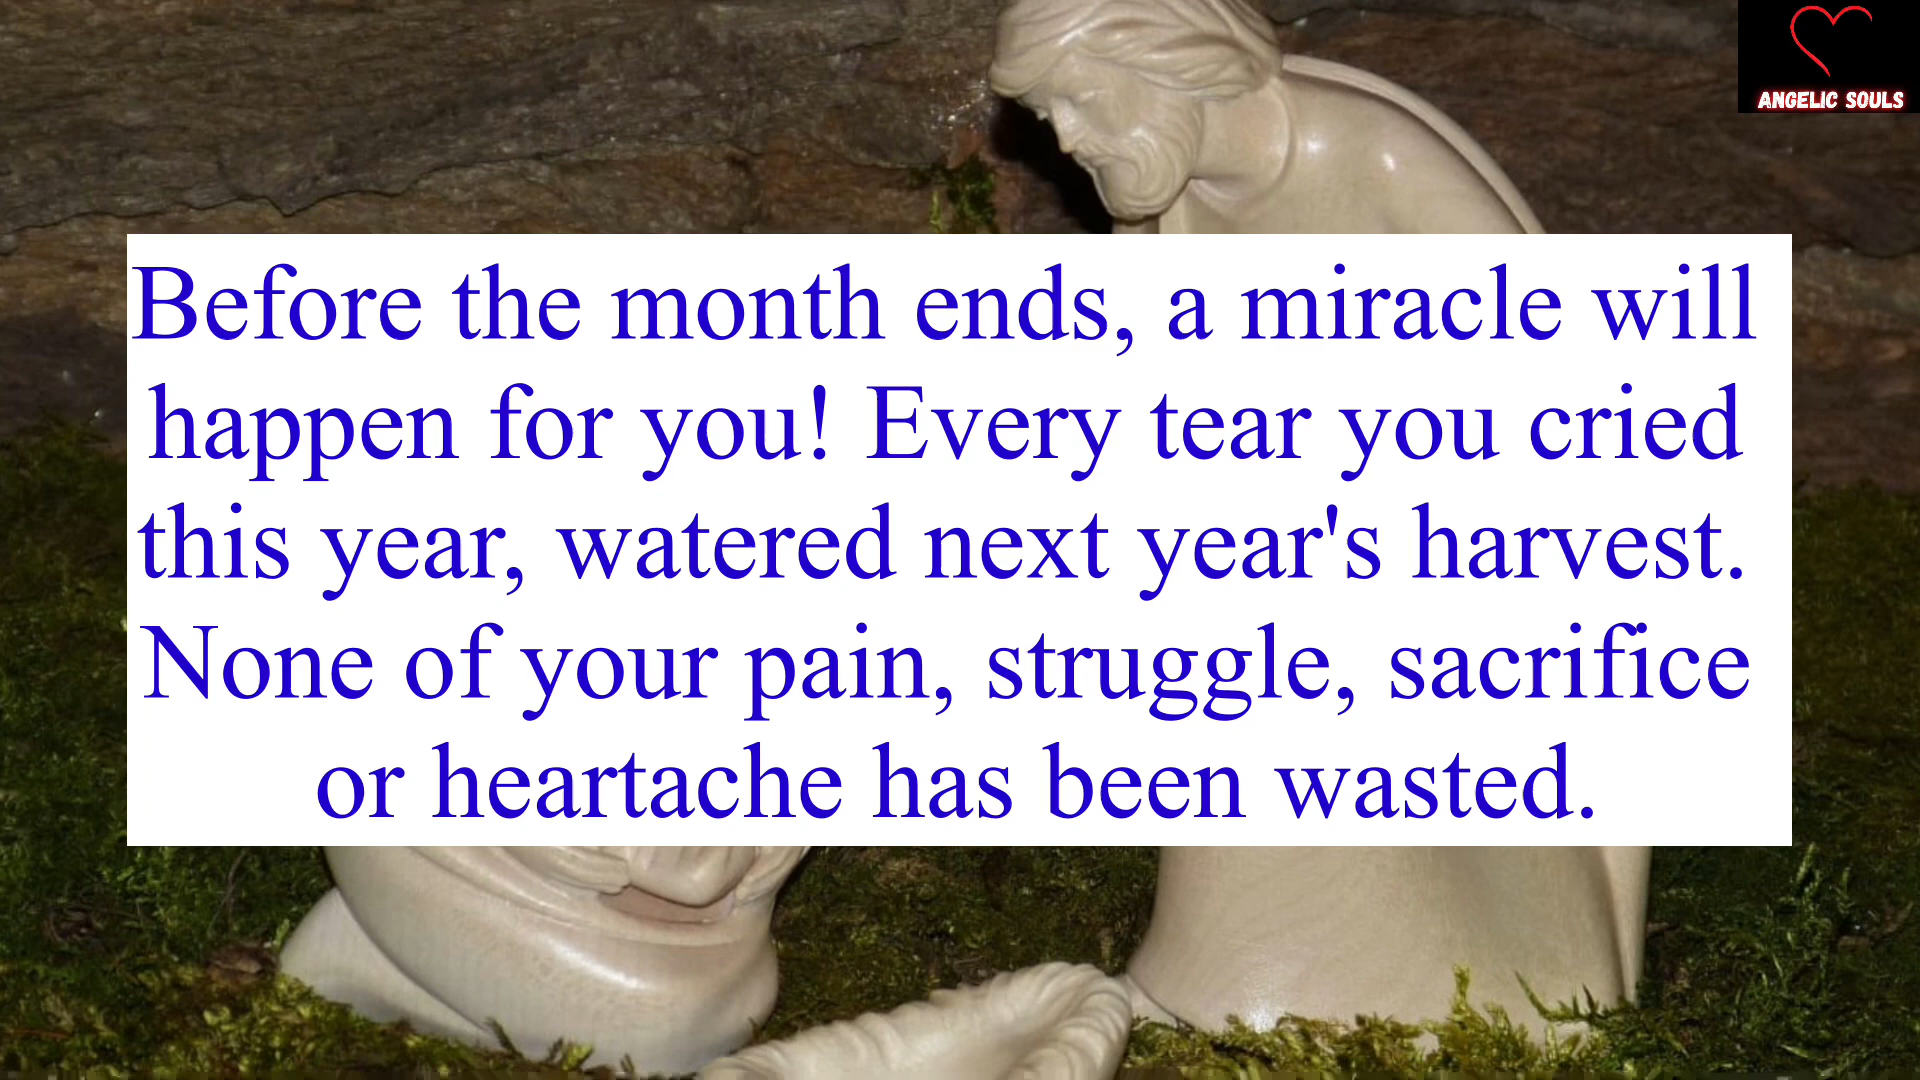 ANGELIC SOULS
Before the month ends, a miracle will
happen for you! Every tear you cried
this year, watered next year's harvest.
None of your pain, struggle, sacrifice
or heartache has been wasted.